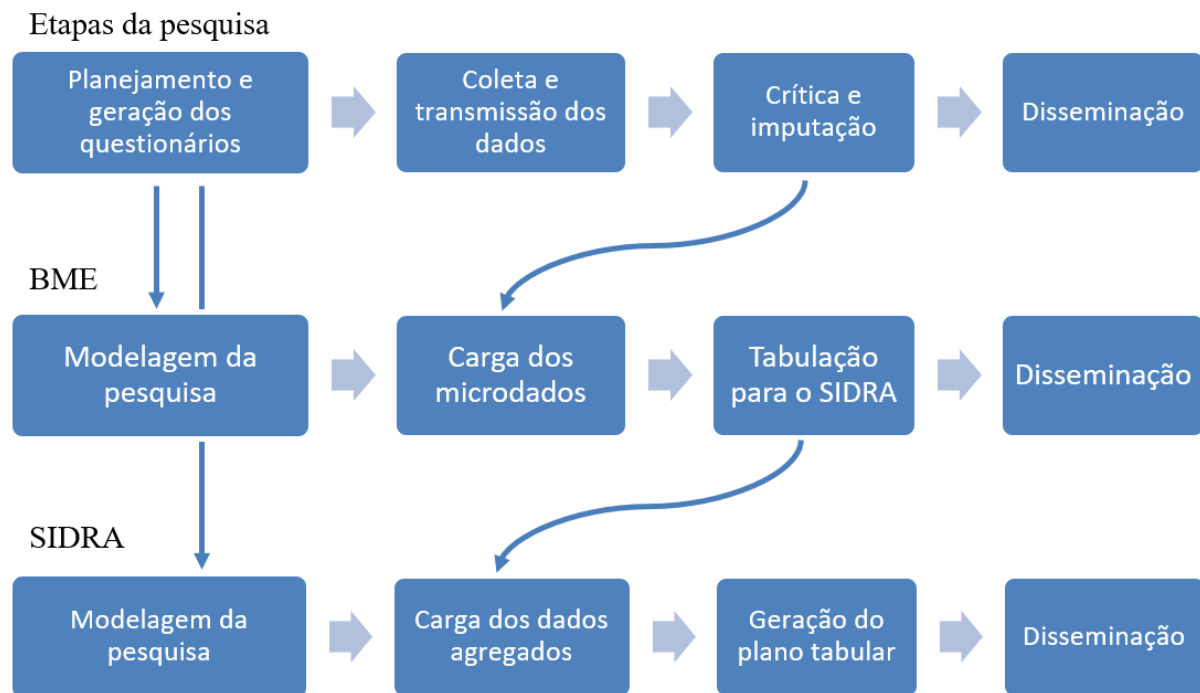 Etapas da pesquisa
Planejamento e
geração dos
questionários
Coleta e
transmissão dos
dados
Crítica e
imputação
Disseminação
BME
Modelagem da
pesquisa
Carga dos
microdados
Tabulação
para o SIDRA
Disseminação
SIDRA
Modelagem da
pesquisa
Carga dos dados
agregados
Geração do
plano tabular
Disseminação